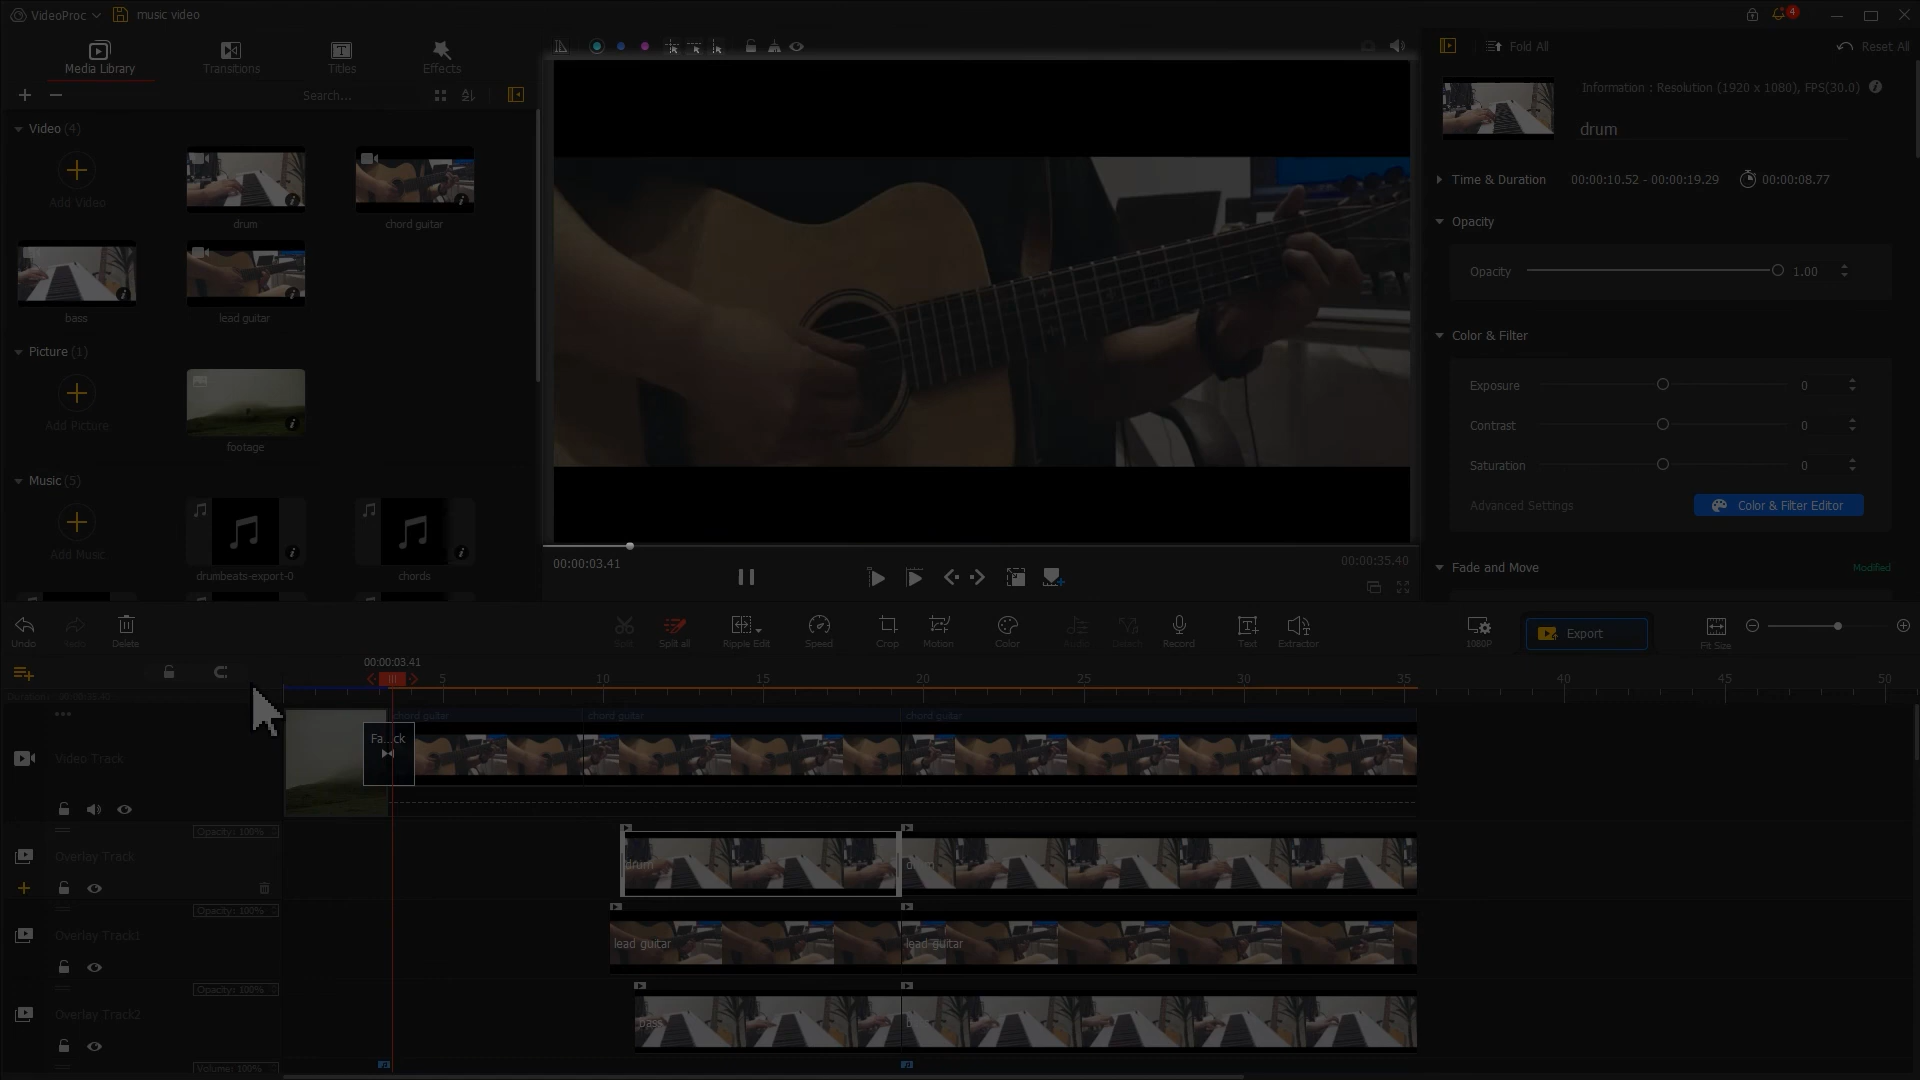 VideoProc
music video
4
Media Library
Transitions
Titles
Effects
Search...
Video (4)
Add Video
drum
chord guitar
bass
lead guitar
Picture (1)
Add Picture
footage
Music (5)
Add Music
drumbeats-export-0
chords
00:00:03.41
00:00:35.40
Fold All
Reset All
Information : Resolution (1920 x 1080), FPS(30.0)
drum
Time & Duration
00:00:10.52 - 00:00:19.29
00:00:08.77
Opacity
Opacity
1.00
Color & Filter
Exposure
0
Contrast
0
Saturation
0
Advanced Settings
Color & Filter Editor
Fade and Move
Modified
Undo
Redo
Delete
Split
Split all
Ripple Edit
Speed
Crop
Motion
Color
Audio
Detach
Record
Text
Extractor
1080P
Export
Fit Size
00:00:03.41
5
10
15
20
25
30
35
40
45
50
Duration: 00:00:35.40
chord guitar
chord guitar
chord guitar
Fa...ck
Video Track
Opacity: 100%
Overlay Track
drum
Opacity: 100%
Overlay Track1
lead guitar
lead guitar
Opacity: 100%
Overlay Track2
bass
Volume: 100%